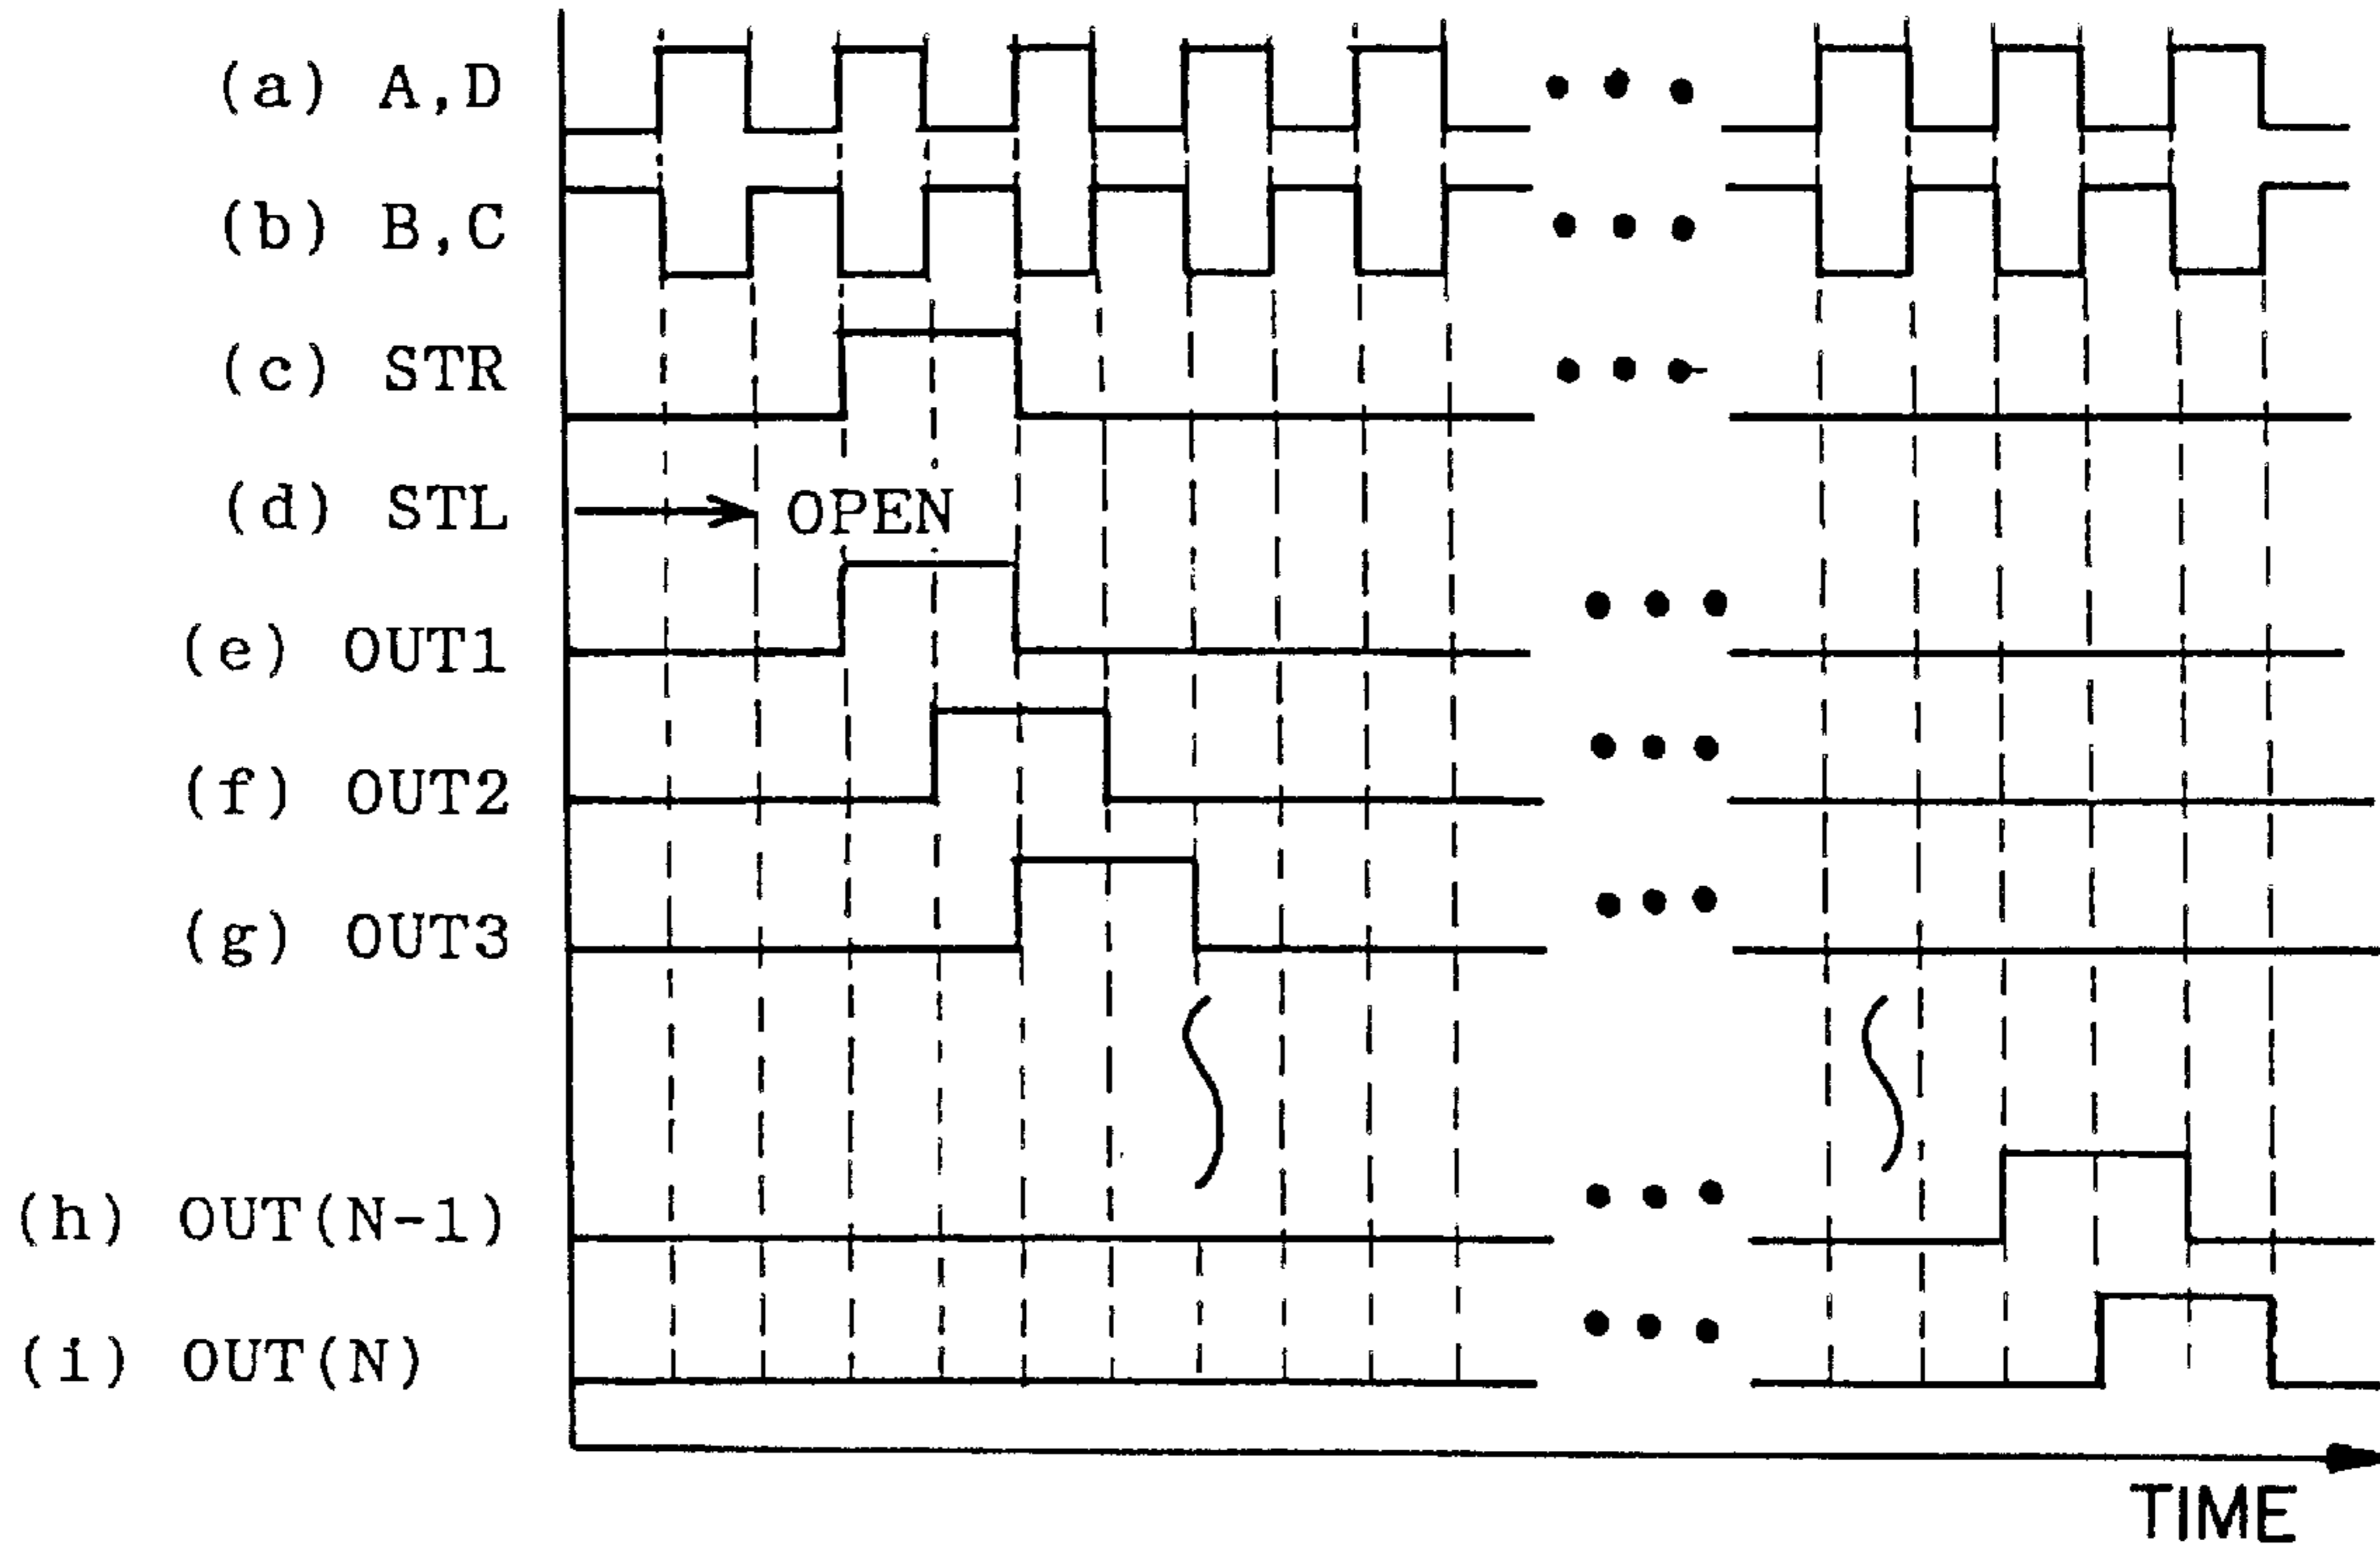 (a) A,D
(b) B,C
(c) STR
(d) STL OPEN
(e) OUT1
(f) OUT2
(g) OUT3
(h) OUT(N-1)
(i) OUT(N)
TIME